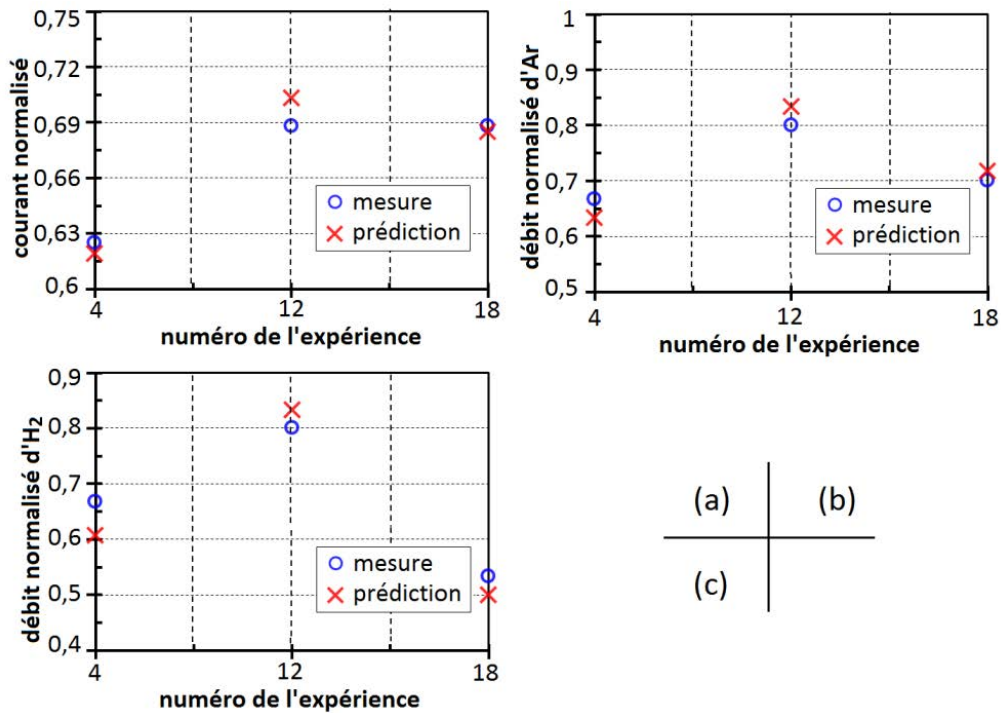 courant normalisé
0,75
0,72
0,69
0,66
0,63
0,6
4
12
18
numéro de l'expérience
mesure
prédiction
débit normalisé d'Ar
1
0,9
0,8
0,7
0,6
0,5
4
12
18
numéro de l'expérience
mesure
prédiction
débit normalisé d'H2
0,9
0,8
0,7
0,6
0,5
0,4
4
12
18
numéro de l'expérience
mesure
prédiction
(a) (b)
(c)